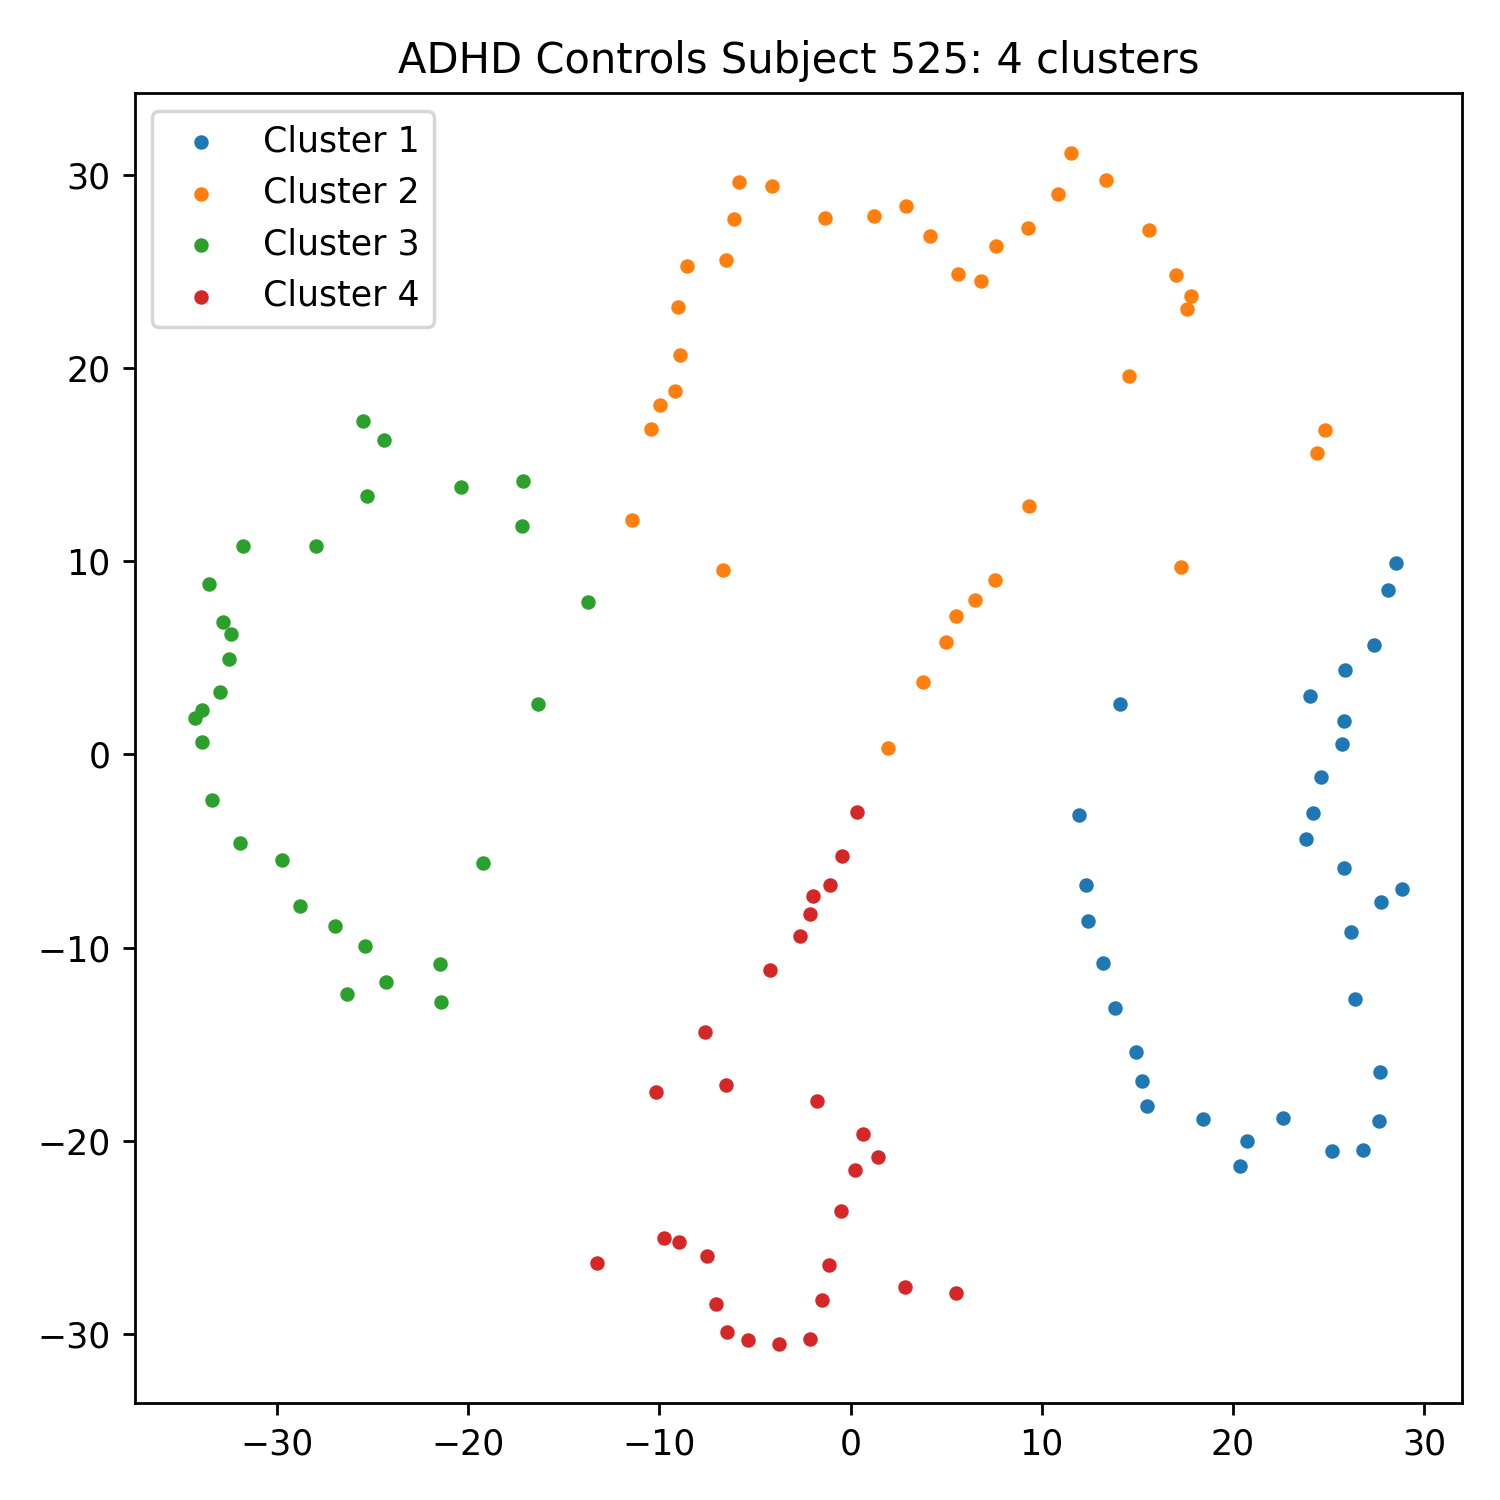 ADHD Controls Subject 525: 4 clusters
Cluster 1
Cluster 2
Cluster 3
Cluster 4
30
20
10
0
−10
−20
−30
−30 −20 −10 0 10 20 30